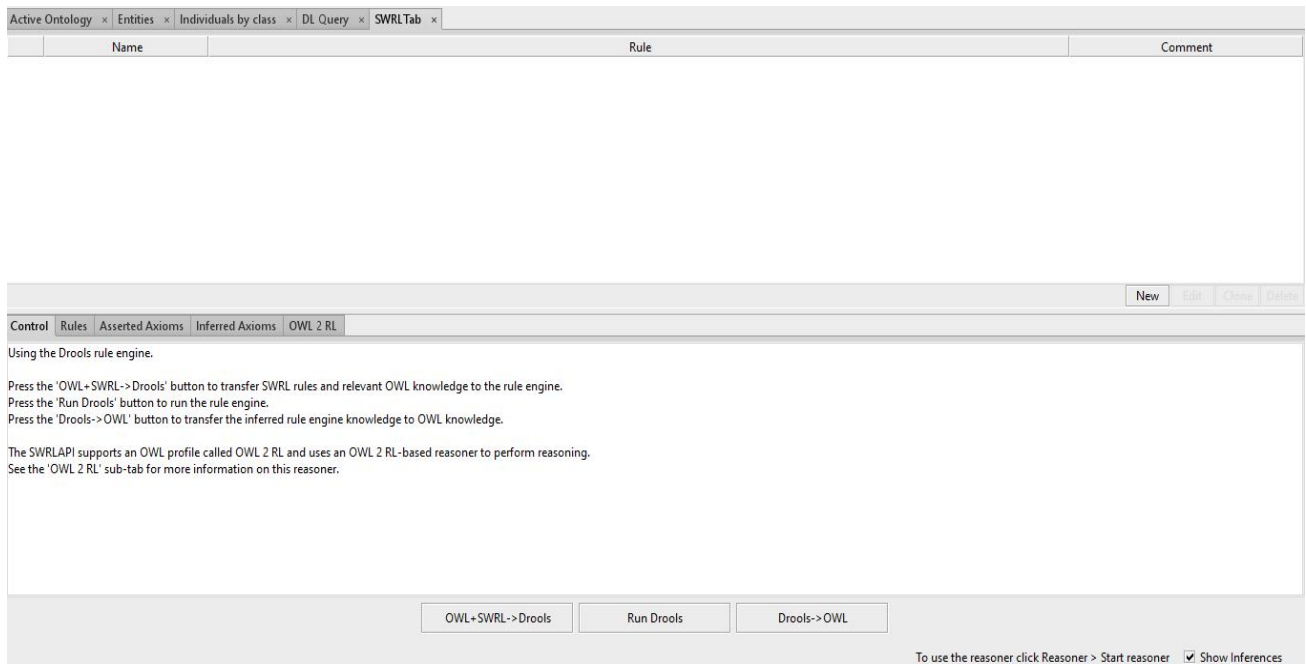 Active Ontology × Entities × Individuals by class × DL Query × SWRLTab ×
Name Rule Comment
New Edit Clone Delete
Control Rules Asserted Axioms Inferred Axioms OWL 2 RL
Using the Drools rule engine.
Press the 'OWL+SWRL->Drools' button to transfer SWRL rules and relevant OWL knowledge to the rule engine.
Press the 'Run Drools' button to run the rule engine.
Press the 'Drools->OWL' button to transfer the inferred rule engine knowledge to OWL knowledge.
The SWRLAPI supports an OWL profile called OWL 2 RL and uses an OWL 2 RL-based reasoner to perform reasoning.
See the 'OWL 2 RL' sub-tab for more information on this reasoner.
OWL+SWRL->Drools Run Drools Drools->OWL
To use the reasoner click Reasoner > Start reasoner Show Inferences